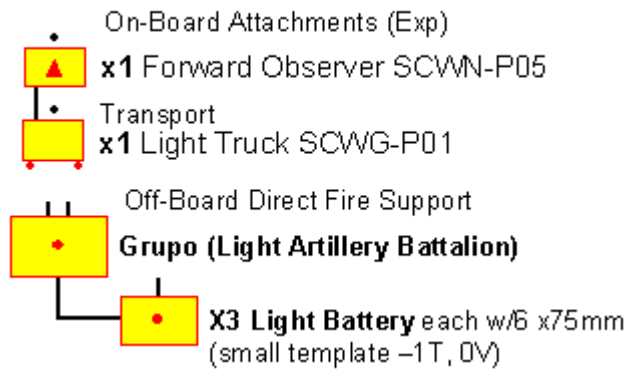 On-Board Attachments (Exp)
x1 Forward Observer SCWN-P05
Transport
x1 Light Truck SCWG-P01
Off-Board Direct Fire Support
Grupo (Light Artillery Battalion)
X3 Light Battery each w/6 x75mm
(small template –1T, 0V)